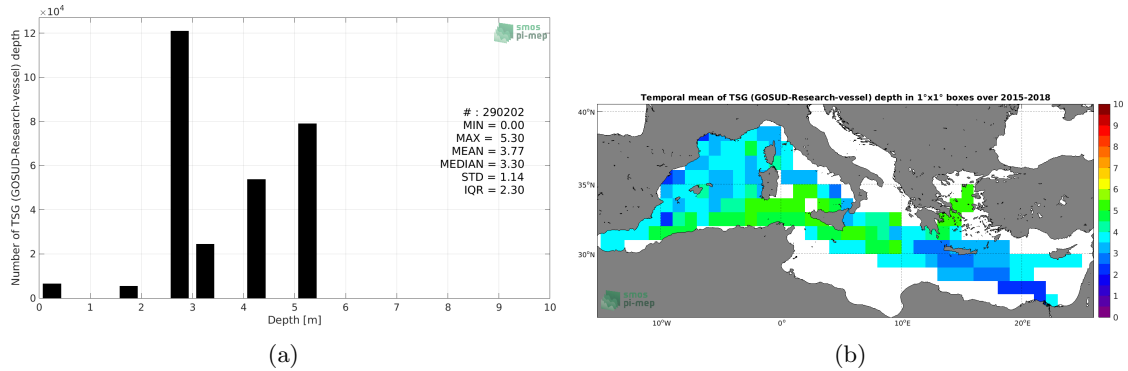 ×10⁴
12
10
8
6
4
2
0
Number of TSG (GOSUD-Research-vessel) depth
0 1 2 3 4 5 6 7 8 9 10
Depth [m]
smos
pi-mep
# : 290202
MIN = 0.00
MAX = 5.30
MEAN = 3.77
MEDIAN = 3.30
STD = 1.14
IQR = 2.30
(a)
Temporal mean of TSG (GOSUD-Research-vessel) depth in 1°x1° boxes over 2015-2018
40°N
35°N
30°N
10°W 0° 10°E 20°E
smos
pi-mep
10
9
8
7
6
5
4
3
2
1
0
(b)